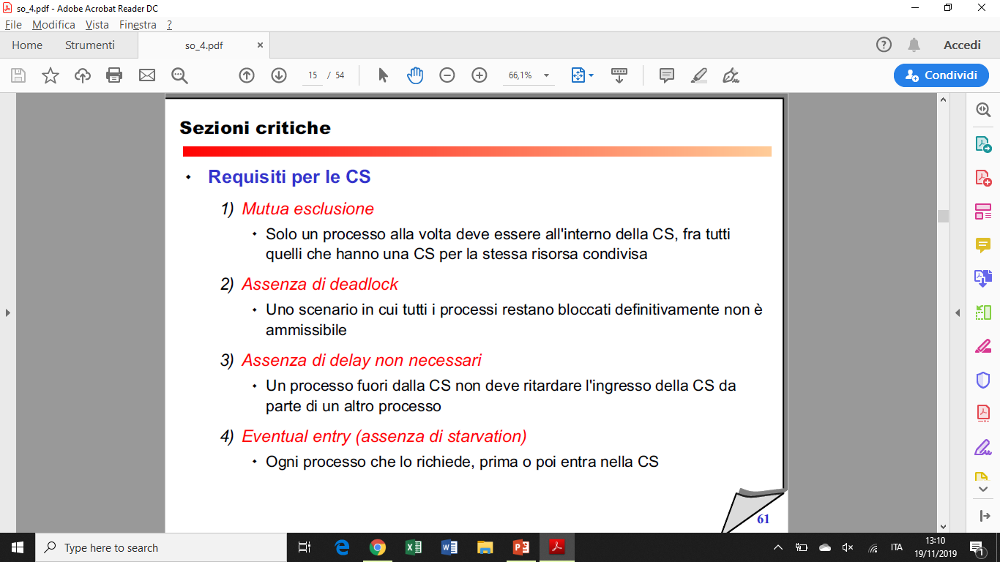 so_4.pdf - Adobe Acrobat Reader DC
File Modifica Vista Finestra ?
Home Strumenti so_4.pdf × Accedi
15 / 54 66,1% Condividi
Sezioni critiche
Requisiti per le CS
1) Mutua esclusione
Solo un processo alla volta deve essere all'interno della CS, fra tutti
quelli che hanno una CS per la stessa risorsa condivisa
2) Assenza di deadlock
Uno scenario in cui tutti i processi restano bloccati definitivamente non è
ammissibile
3) Assenza di delay non necessari
Un processo fuori dalla CS non deve ritardare l'ingresso della CS da
parte di un altro processo
4) Eventual entry (assenza di starvation)
Ogni processo che lo richiede, prima o poi entra nella CS
61
Type here to search
ITA
13:10
19/11/2019
1